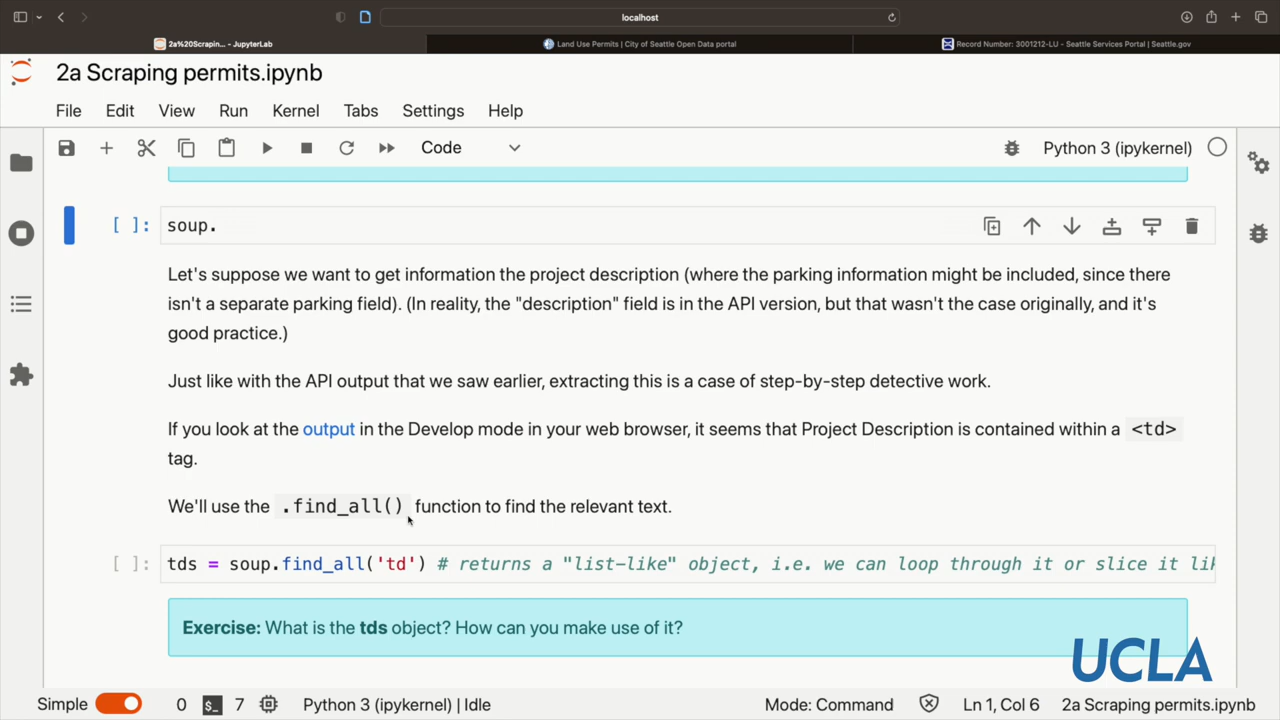 localhost
2a%20Scrapin... - JupyterLab
Land Use Permits | City of Seattle Open Data portal
Record Number: 3001212-LU - Seattle Services Portal | Seattle.gov
2a Scraping permits.ipynb
File Edit View Run Kernel Tabs Settings Help
Code
Python 3 (ipykernel)
[ ]: soup.
Let's suppose we want to get information the project description (where the parking information might be included, since there
isn't a separate parking field). (In reality, the "description" field is in the API version, but that wasn't the case originally, and it's
good practice.)
Just like with the API output that we saw earlier, extracting this is a case of step-by-step detective work.
If you look at the output in the Develop mode in your web browser, it seems that Project Description is contained within a <td>
tag.
We'll use the .find_all() function to find the relevant text.
[ ]: tds = soup.find_all('td') # returns a "list-like" object, i.e. we can loop through it or slice it lik
Exercise: What is the tds object? How can you make use of it?
UCLA
Simple 0 $_ 7 Python 3 (ipykernel) | Idle Mode: Command Ln 1, Col 6 2a Scraping permits.ipynb